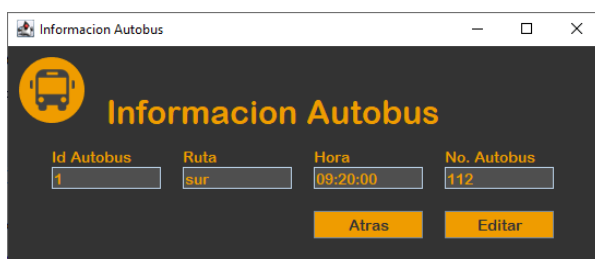 Informacion Autobus
Informacion Autobus
Id Autobus Ruta Hora No. Autobus
1 sur 09:20:00 112
Atras Editar